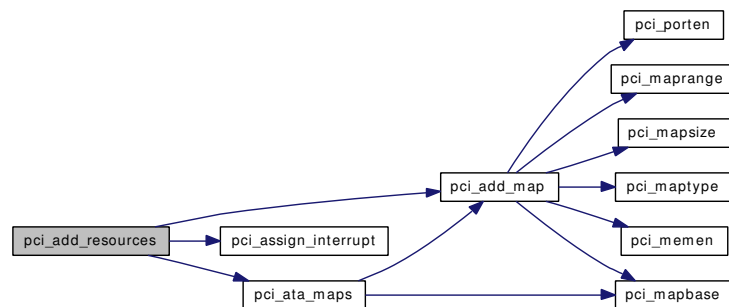 pci_porten
pci_maprange
pci_mapsize
pci_add_map
pci_maptype
pci_add_resources
pci_assign_interrupt
pci_memen
pci_ata_maps
pci_mapbase